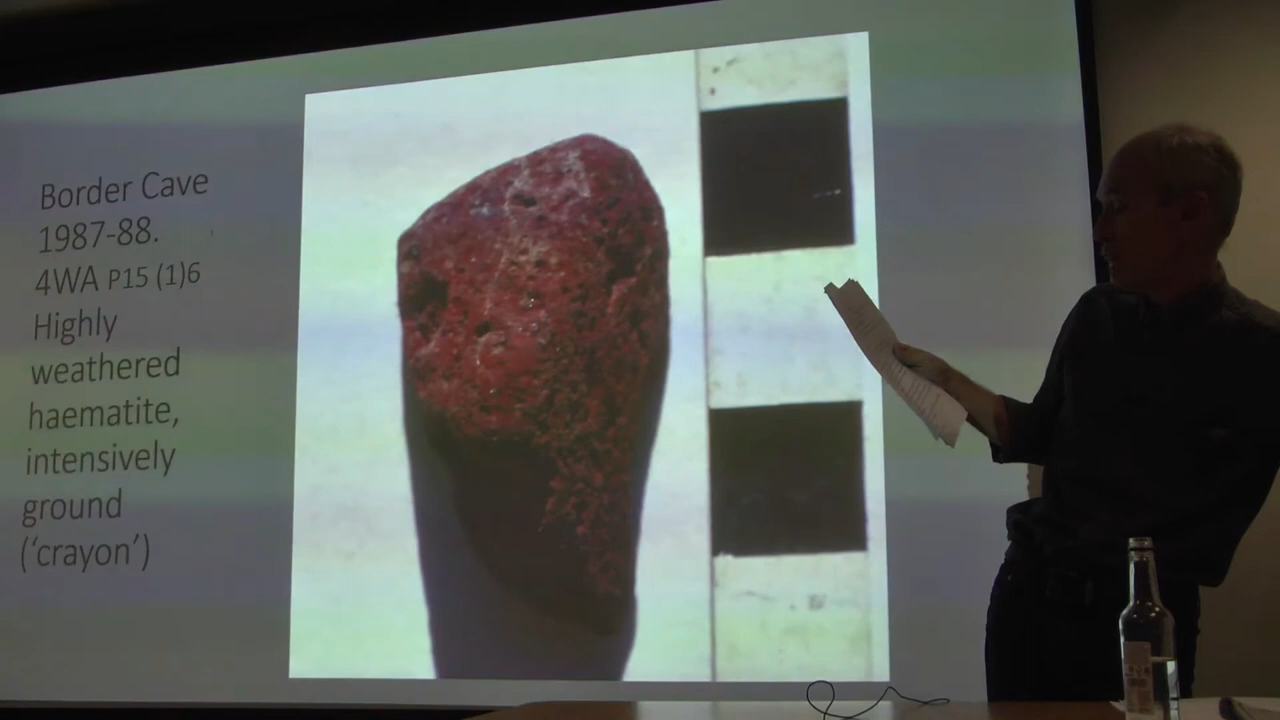 Border Cave
1987-88.
4WA P15 (1)6
Highly
weathered
haematite,
intensively
ground
(‘crayon’)